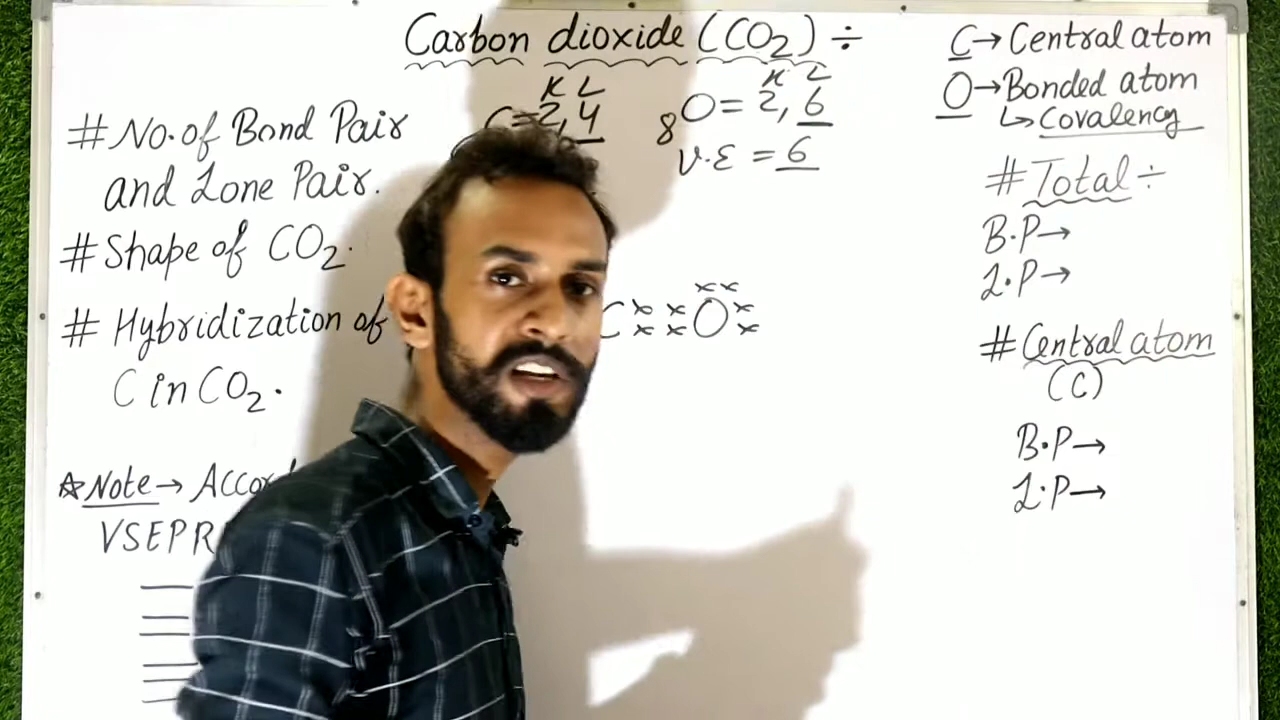 Carbon dioxide (CO₂) ÷
K L
C=2,4
K L
8O = 2, 6
V.E = 6
# No. of Bond Pair
and Lone Pair.
# Shape of CO₂.
# Hybridization of
C in CO₂.
☆ Note →
VSEPR
C ×× ×× O ×× ×× 
C → Central atom
O → Bonded atom
↳ Covalency
# Total ÷
B.P →
L.P →
# Central atom
(C)
B.P →
L.P →